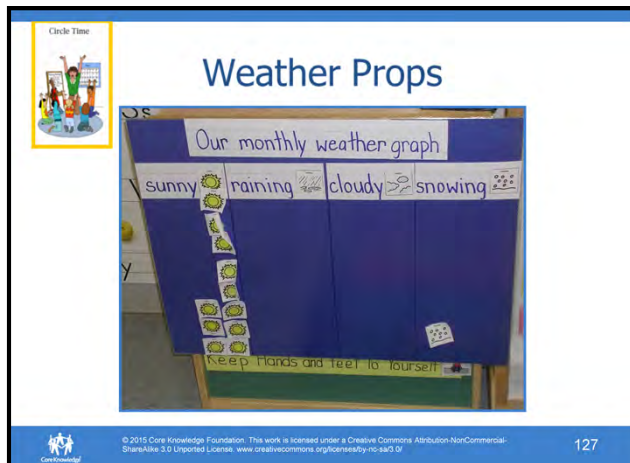 Circle Time
Weather Props
Our monthly weather graph
sunny raining cloudy snowing
Keep Hands and feet To Yourself
CoreKnowledge
© 2015 Core Knowledge Foundation. This work is licensed under a Creative Commons Attribution-NonCommercial-
ShareAlike 3.0 Unported License. www.creativecommons.org/licenses/by-nc-sa/3.0/
127